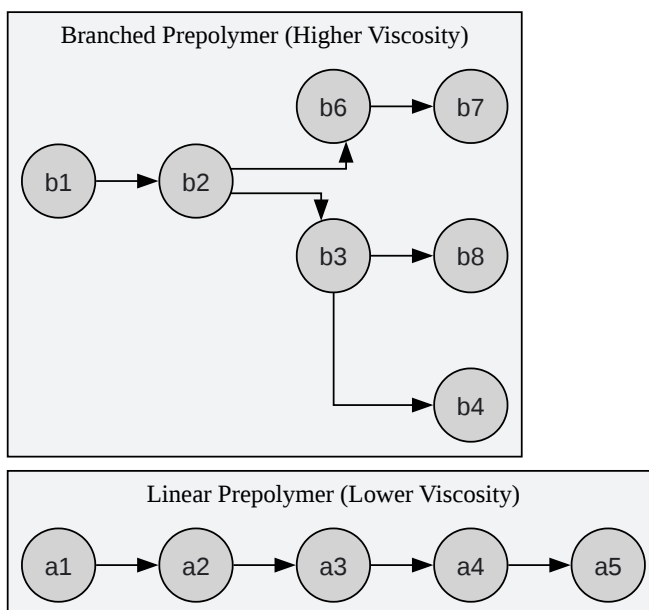 Branched Prepolymer (Higher Viscosity)
b6
b7
b1
b2
b3
b8
b4
Linear Prepolymer (Lower Viscosity)
a1
a2
a3
a4
a5